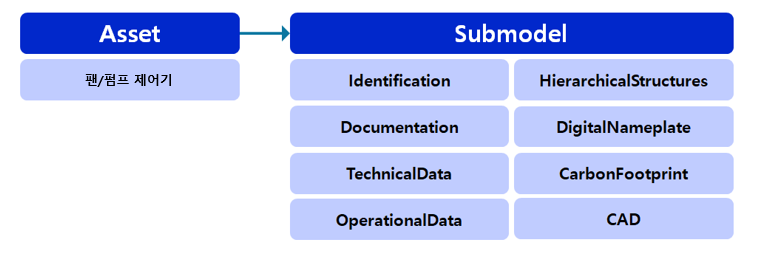 Asset
Submodel
팬/펌프 제어기
Identification
HierarchicalStructures
Documentation
DigitalNameplate
TechnicalData
CarbonFootprint
OperationalData
CAD